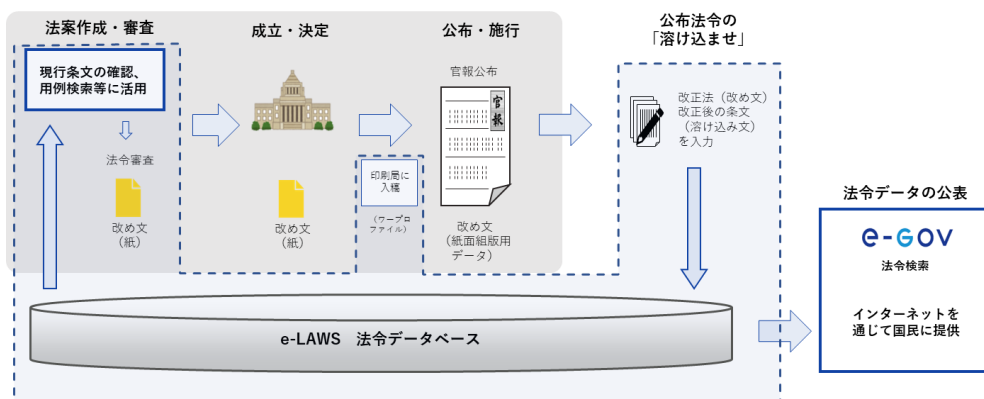 法案作成・審査
現行条文の確認、
用例検索等に活用
法令審査
改め文
（紙）
成立・決定
改め文
（紙）
公布・施行
官報公布
官報
印刷局に
入稿
（ワープロ
ファイル）
改め文
（紙面組版用
データ）
公布法令の
「溶け込ませ」
改正法（改め文）
改正後の条文
（溶け込み文）
を入力
e-LAWS　法令データベース
法令データの公表
e-GOV
法令検索
インターネットを
通じて国民に提供